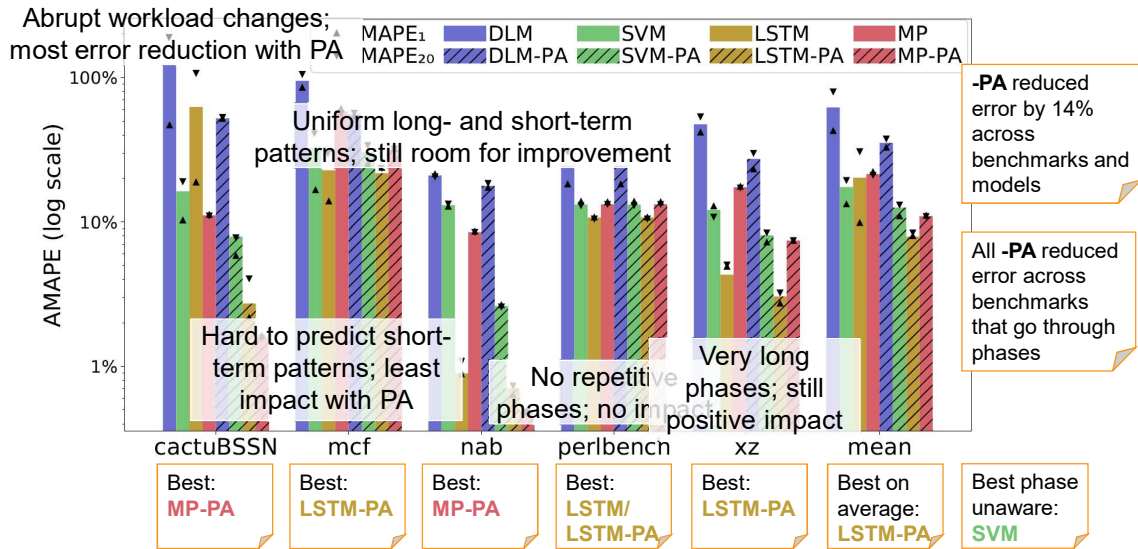 Abrupt workload changes;
most error reduction with PA
MAPE₁ DLM SVM LSTM MP
MAPE₂₀ DLM-PA SVM-PA LSTM-PA MP-PA
AMAPE (log scale)
100%
10%
1%
Uniform long- and short-term
patterns; still room for improvement
Hard to predict short-
term patterns; least
impact with PA
No repetitive
phases; no impact
Very long
phases; still
positive impact
-PA reduced
error by 14%
across
benchmarks and
models
All -PA reduced
error across
benchmarks
that go through
phases
cactuBSSN mcf nab perlbench xz mean
Best:
MP-PA
Best:
LSTM-PA
Best:
MP-PA
Best:
LSTM/
LSTM-PA
Best:
LSTM-PA
Best on
average:
LSTM-PA
Best phase
unaware:
SVM